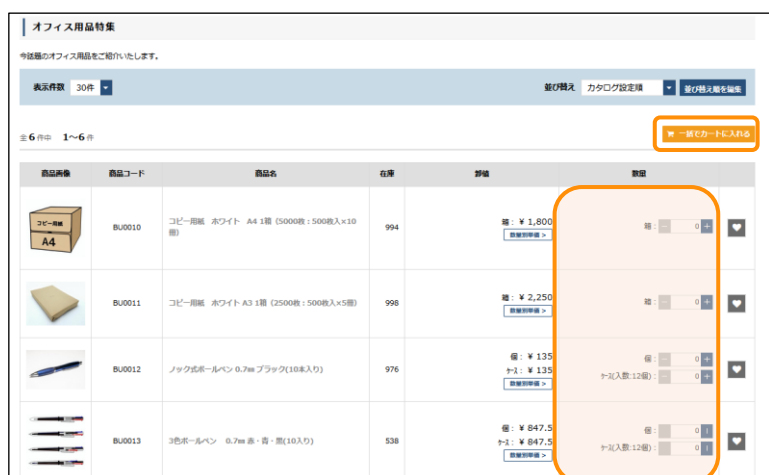 オフィス用品特集
今話題のオフィス用品をご紹介いたします。
表示件数 30件 並び替え カタログ設定順 並び替え順を編集
全6件中 1～6件 一括でカートに入れる
商品画像 商品コード 商品名 在庫 卸値 数量
コピー用紙
A4
BU0010 コピー用紙 ホワイト A4 1箱（5000枚：500枚入×10冊） 994 箱：¥ 1,800 箱： － 0 ＋
数量別単価 >
BU0011 コピー用紙 ホワイト A3 1箱（2500枚：500枚入×5冊） 998 箱：¥ 2,250 箱： － 0 ＋
数量別単価 >
BU0012 ノック式ボールペン 0.7㎜ ブラック(10本入り) 976 個：¥ 135 個： － 0 ＋
ｹｰｽ：¥ 135 ｹｰｽ(入数:12個)： － 0 ＋
数量別単価 >
BU0013 3色ボールペン 0.7㎜ 赤・青・黒(10入り) 538 個：¥ 847.5 個： 0
ｹｰｽ：¥ 847.5 ｹｰｽ(入数:12個)： 0
数量別単価 >